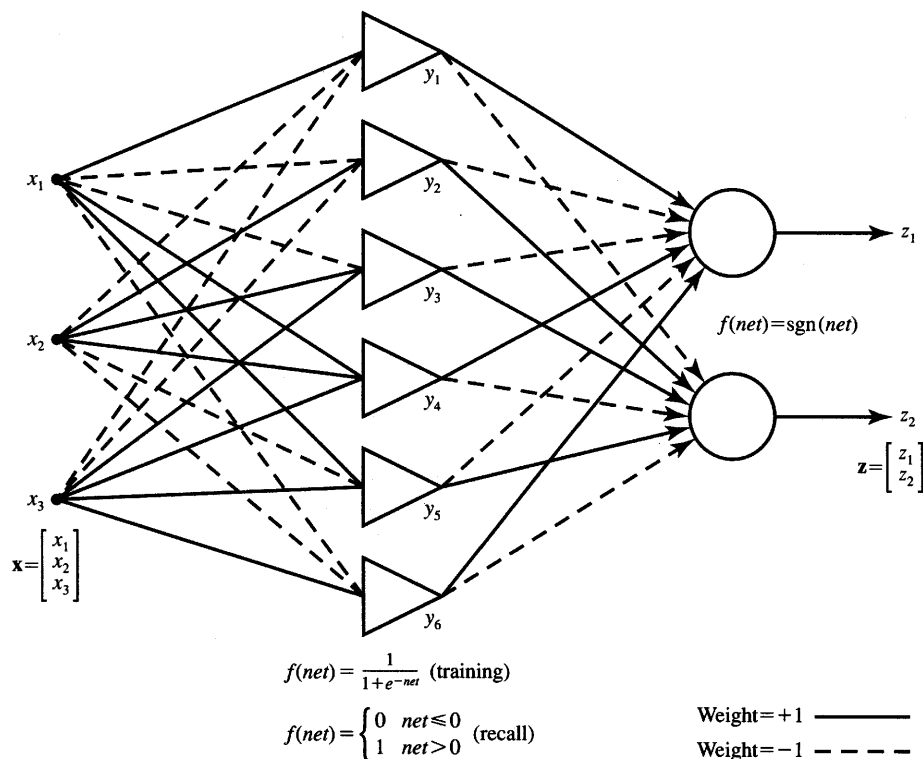 y₁
x₁
y₂
z₁
y₃
f(net)=sgn(net)
x₂
y₄
z₂
z=[z₁ z₂]
x₃
y₅
x=[x₁ x₂ x₃]
y₆
f(net) = 1/(1+e^−net) (training)
f(net) = { 0 net≤0
1 net>0 (recall)
Weight=+1
Weight=−1